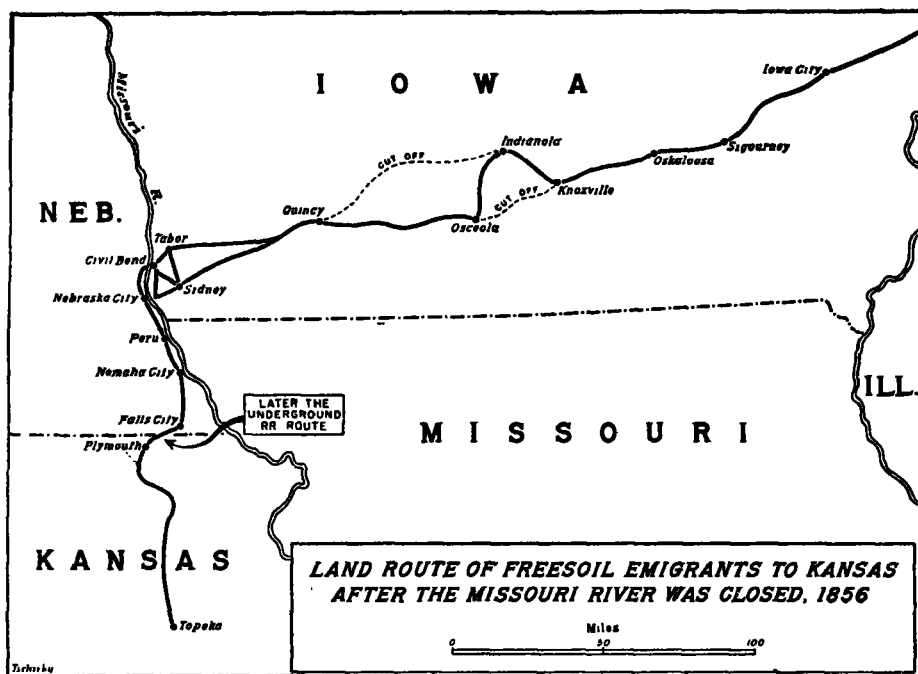 IOWA
Iowa City
Missouri
R.
Indianola
CUT OFF
Sigourney
Oskaloosa
Knoxville
CUT OFF
NEB.
Quincy
Osceola
Tabor
Civil Bend
Sidney
Nebraska City
Peru
Nemaha City
ILL.
LATER THE
UNDERGROUND
RR ROUTE
Falls City
MISSOURI
Plymouth
KANSAS
Topeka
LAND ROUTE OF FREESOIL EMIGRANTS TO KANSAS
AFTER THE MISSOURI RIVER WAS CLOSED, 1856
Miles
0 50 100